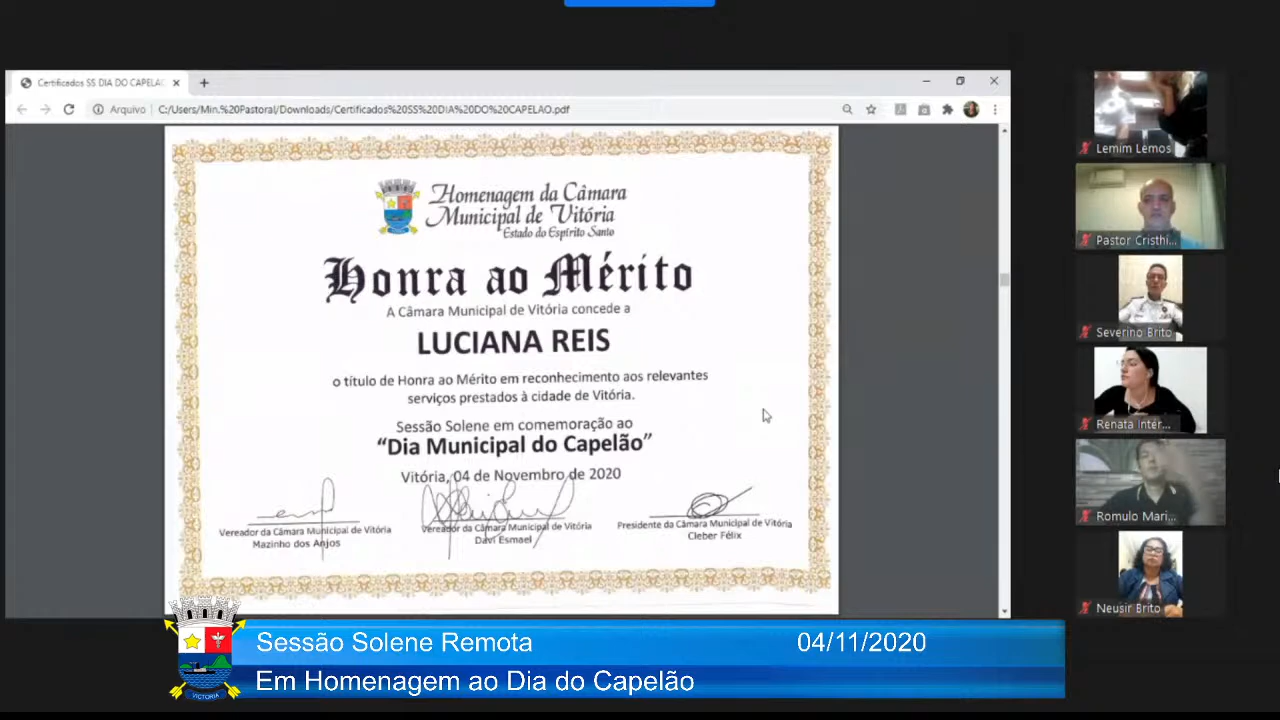 Certificados SS DIA DO CAPELA
Arquivo
C:/Users/Min.%20Pastoral/Downloads/Certificados%20SS%20DIA%20DO%20CAPELAO.pdf
Homenagem da Câmara
Municipal de Vitória
Estado do Espírito Santo
Honra ao Mérito
A Câmara Municipal de Vitória concede a
LUCIANA REIS
o título de Honra ao Mérito em reconhecimento aos relevantes
serviços prestados à cidade de Vitória.
Sessão Solene em comemoração ao
“Dia Municipal do Capelão”
Vitória, 04 de Novembro de 2020
Vereador da Câmara Municipal de Vitória
Mazinho dos Anjos
Vereador da Câmara Municipal de Vitória
Davi Esmael
Presidente da Câmara Municipal de Vitória
Cleber Félix
Lemim Lemos
Pastor Cristhi...
Severino Brito
Renata Intér...
Romulo Mari...
Neusir Brito
Sessão Solene Remota
04/11/2020
Em Homenagem ao Dia do Capelão
VICTORIA